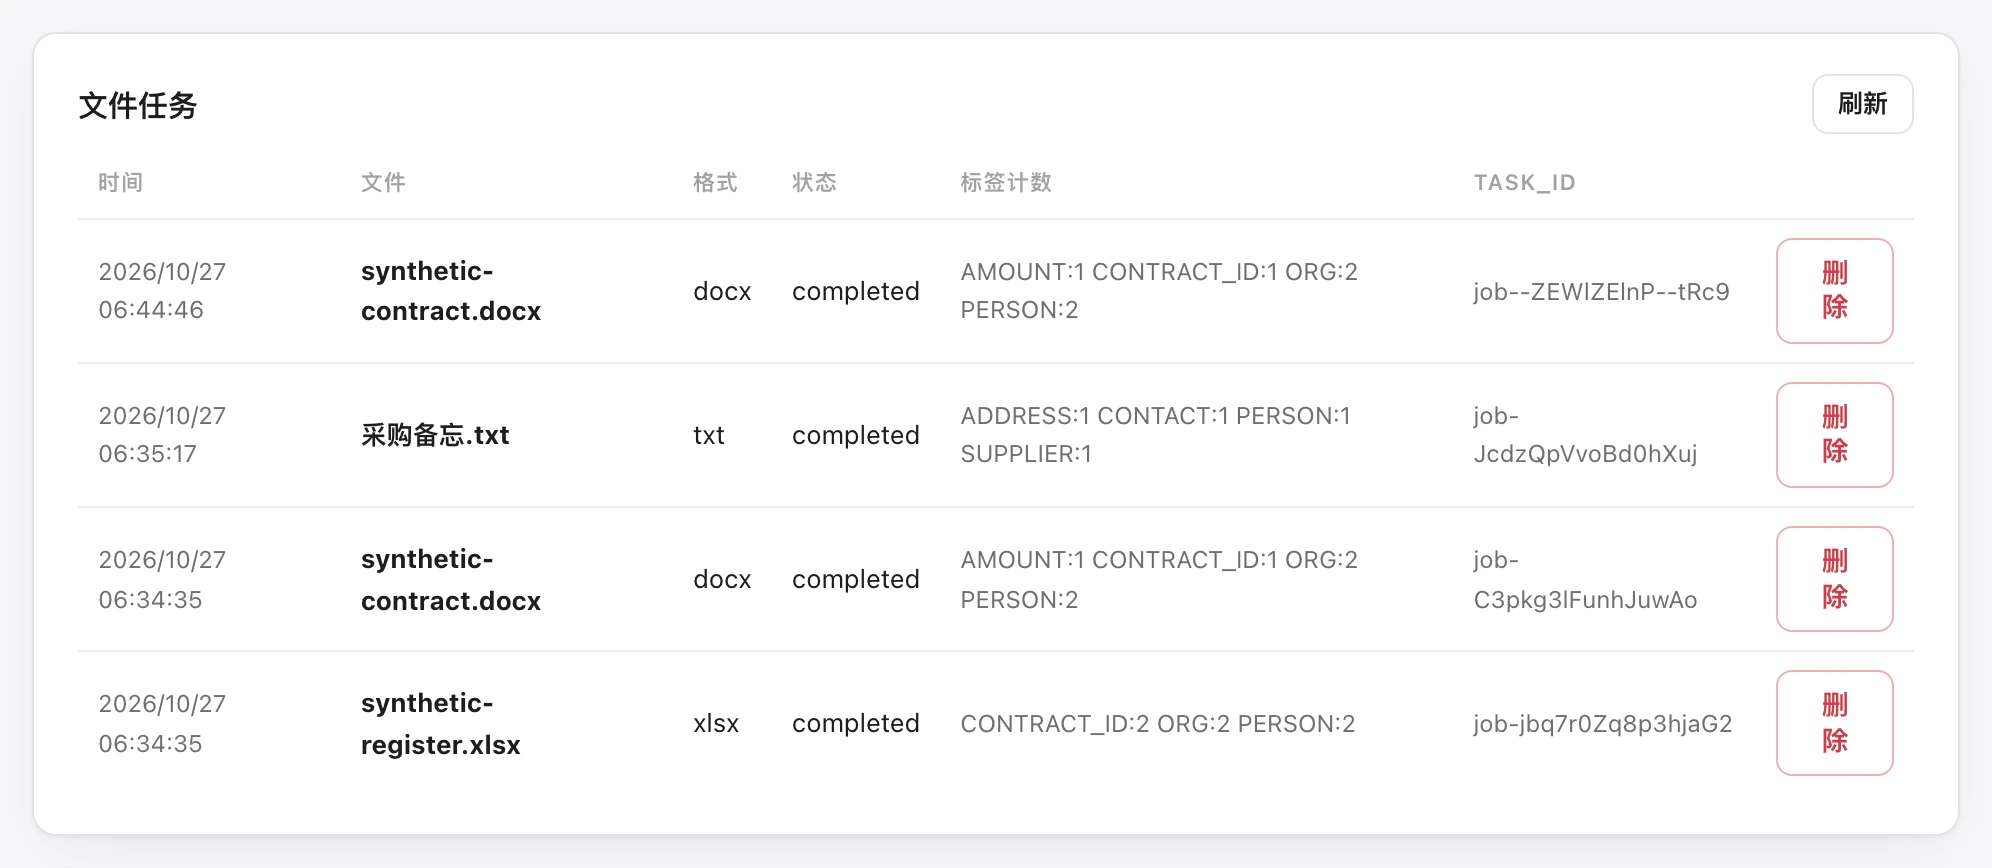 文件任务
刷新
时间 文件 格式 状态 标签计数 TASK_ID
2026/10/27
06:44:46
synthetic-
contract.docx
docx
completed
AMOUNT:1 CONTRACT_ID:1 ORG:2
PERSON:2
job--ZEWlZElnP--tRc9
删
除
2026/10/27
06:35:17
采购备忘.txt
txt
completed
ADDRESS:1 CONTACT:1 PERSON:1
SUPPLIER:1
job-
JcdzQpVvoBd0hXuj
删
除
2026/10/27
06:34:35
synthetic-
contract.docx
docx
completed
AMOUNT:1 CONTRACT_ID:1 ORG:2
PERSON:2
job-
C3pkg3lFunhJuwAo
删
除
2026/10/27
06:34:35
synthetic-
register.xlsx
xlsx
completed
CONTRACT_ID:2 ORG:2 PERSON:2
job-jbq7r0Zq8p3hjaG2
删
除